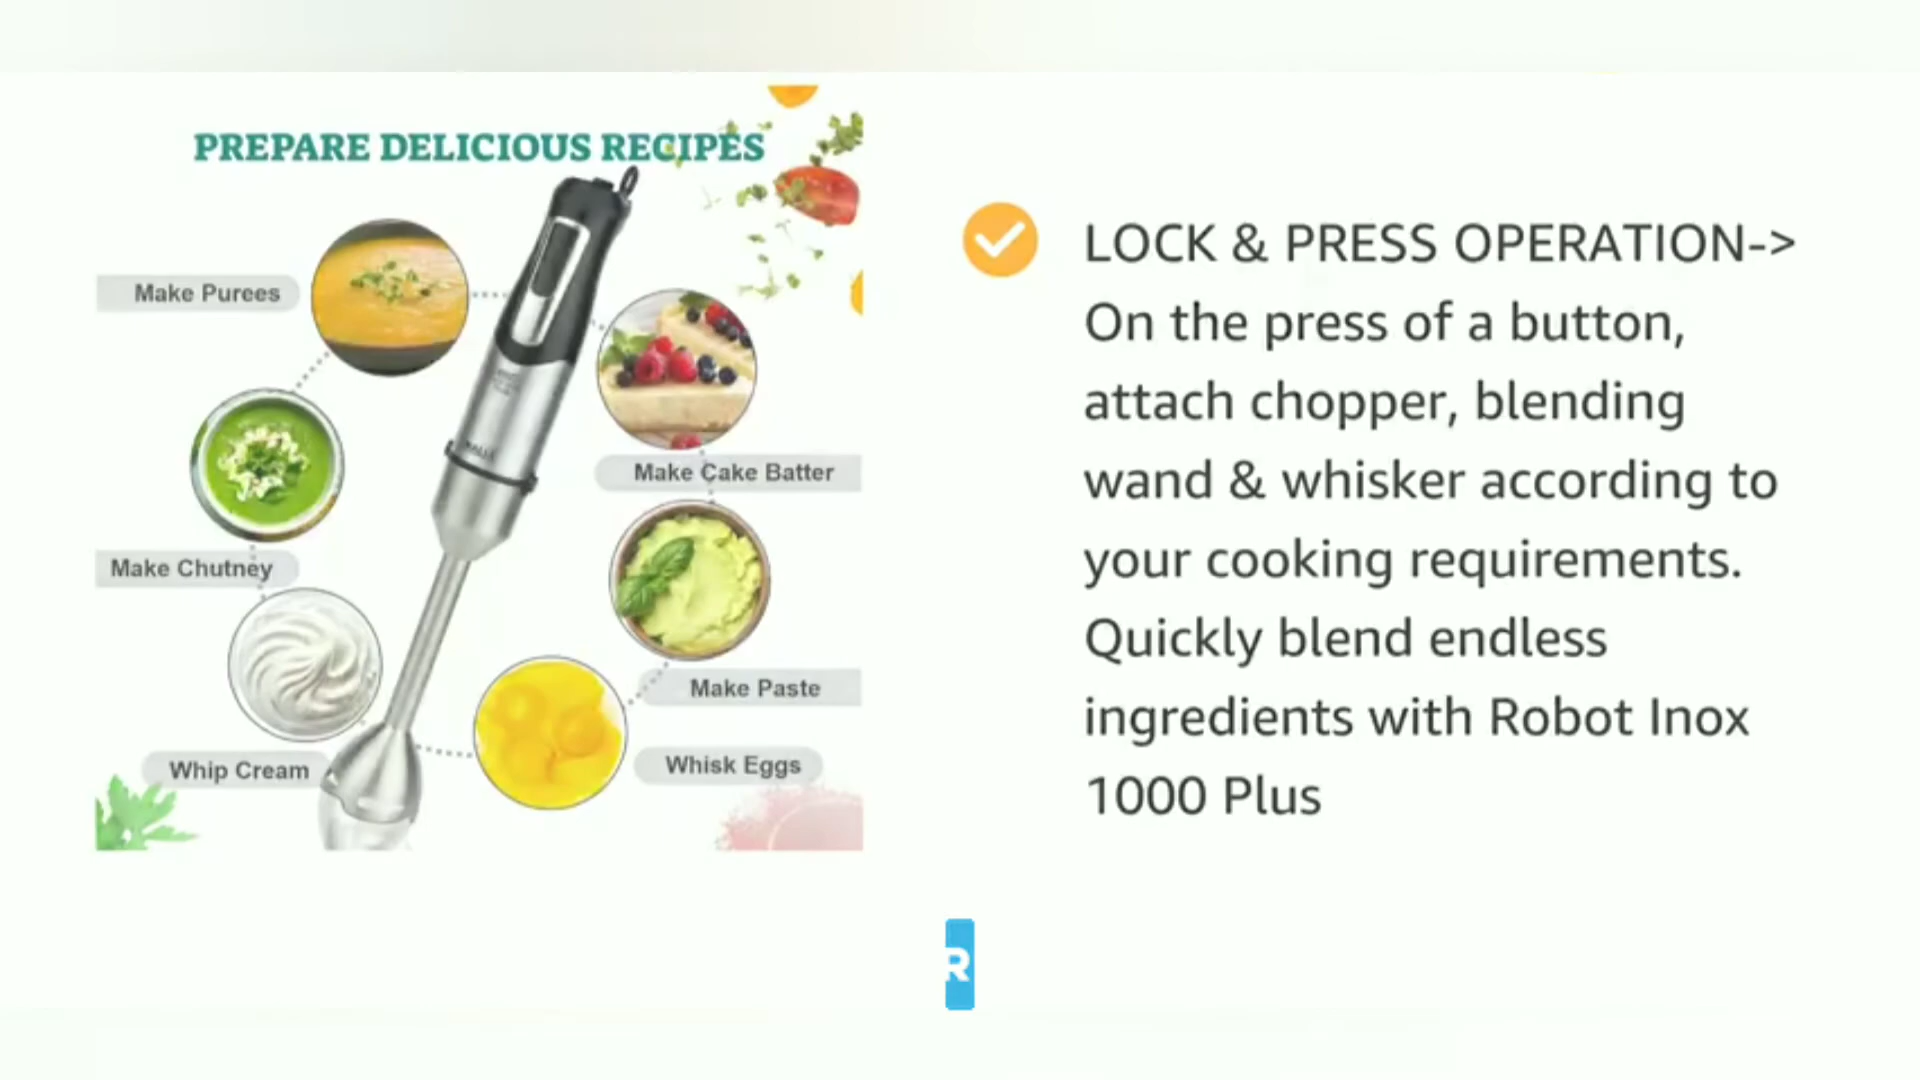 PREPARE DELICIOUS RECIPES
Make Purees
Make Cake Batter
Make Chutney
Make Paste
Whip Cream
Whisk Eggs
LOCK & PRESS OPERATION->
On the press of a button,
attach chopper, blending
wand & whisker according to
your cooking requirements.
Quickly blend endless
ingredients with Robot Inox
1000 Plus
R